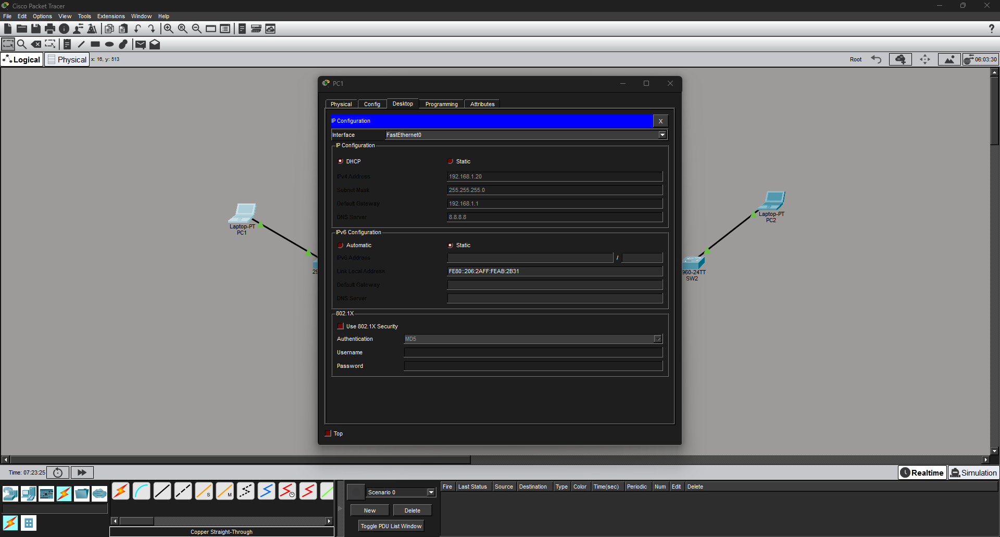 Cisco Packet Tracer
File Edit Options View Tools Extensions Window Help
?
Logical Physical x: 16, y: 513 Root 06:03:30
PC1
Physical Config Desktop Programming Attributes
IP Configuration X
Interface FastEthernet0
IP Configuration
DHCP Static
IPv4 Address 192.168.1.20
Subnet Mask 255.255.255.0
Default Gateway 192.168.1.1
DNS Server 8.8.8.8
IPv6 Configuration
Automatic Static
IPv6 Address /
Link Local Address FE80::206:2AFF:FEAB:2B31
Default Gateway
DNS Server
802.1X
Use 802.1X Security
Authentication MD5
Username
Password
Top
Laptop-PT
PC1
29
Laptop-PT
PC2
960-24TT
SW2
Time: 07:23:25 Realtime Simulation
S M
Copper Straight-Through
Scenario 0
New Delete
Toggle PDU List Window
Fire Last Status Source Destination Type Color Time(sec) Periodic Num Edit Delete